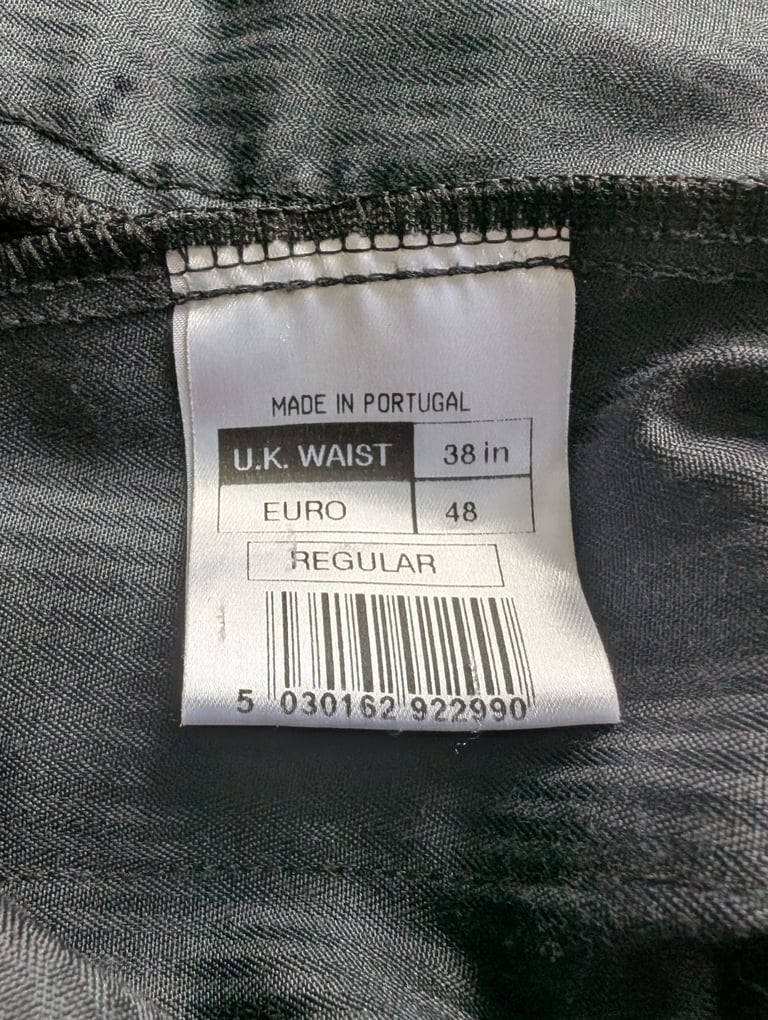 MADE IN PORTUGAL
U.K. WAIST 38 in
EURO 48
REGULAR
5 030162 922990